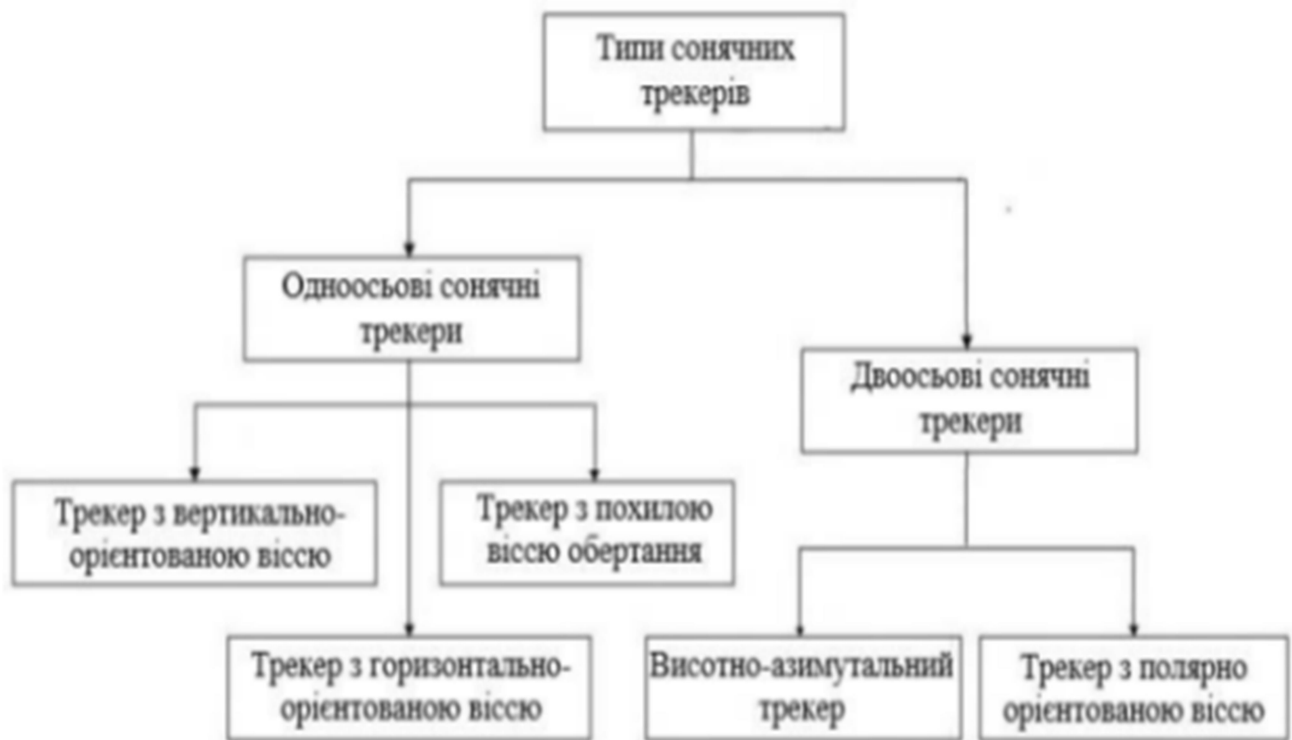 Типи сонячних
трекерів
Одноосьові сонячні
трекери
Двоосьові сонячні
трекери
Трекер з вертикально-
орієнтованою віссю
Трекер з похилою
віссю обертання
Трекер з горизонтально-
орієнтованою віссю
Висотно-азимутальний
трекер
Трекер з полярно
орієнтованою віссю